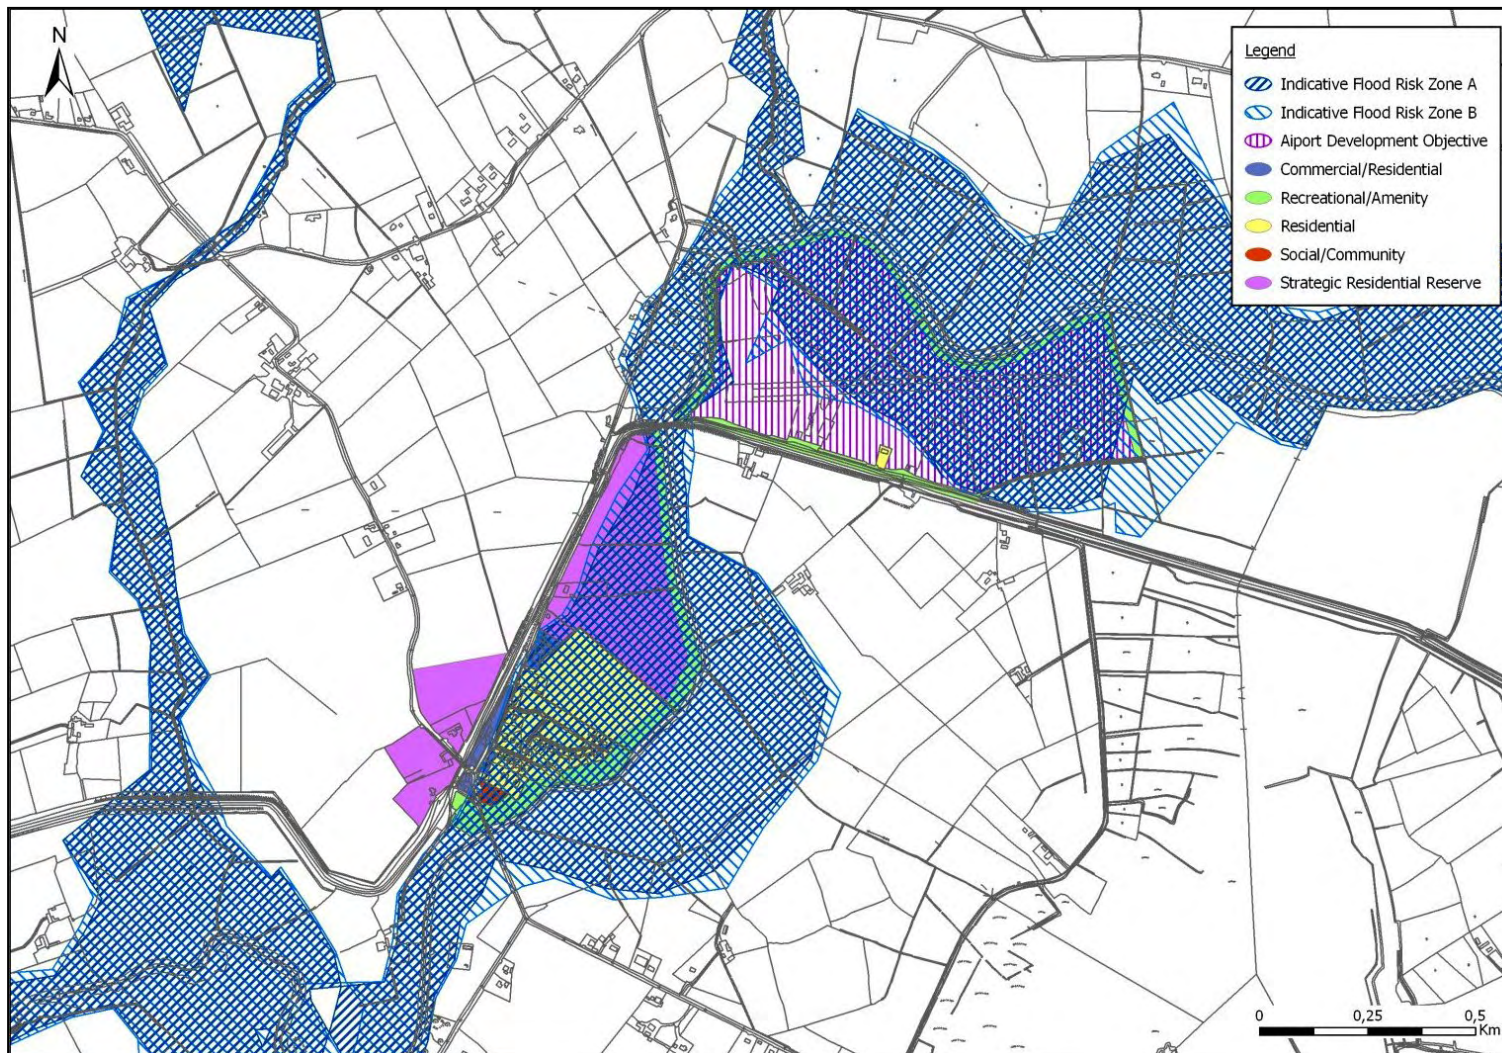 N
Legend
Indicative Flood Risk Zone A
Indicative Flood Risk Zone B
Aiport Development Objective
Commercial/Residential
Recreational/Amenity
Residential
Social/Community
Strategic Residential Reserve
0 0,25 0,5
Km